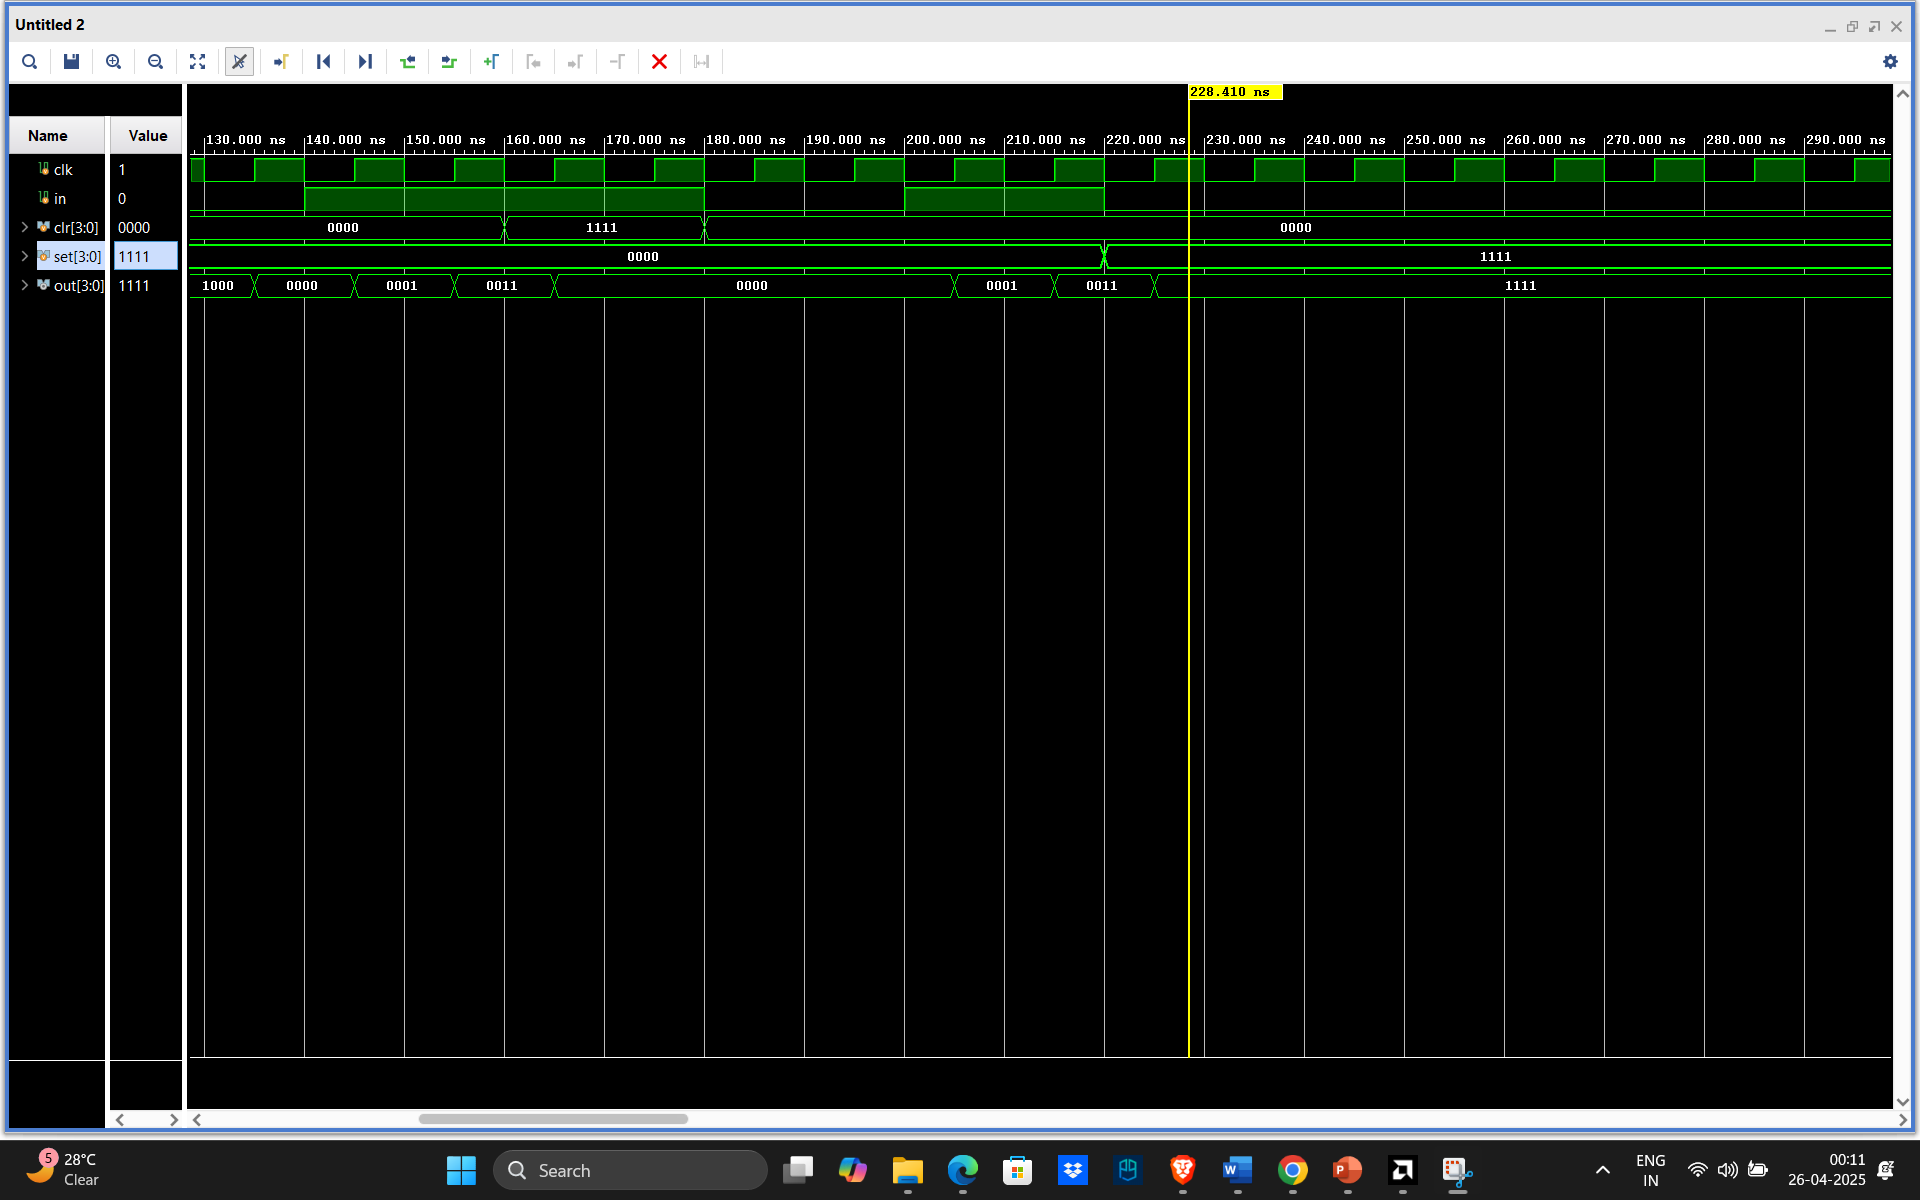 Untitled 2
228.410 ns
Name Value
130.000 ns 140.000 ns 150.000 ns 160.000 ns 170.000 ns 180.000 ns 190.000 ns 200.000 ns 210.000 ns 220.000 ns 230.000 ns 240.000 ns 250.000 ns 260.000 ns 270.000 ns 280.000 ns 290.000 ns
clk 1
in 0
clr[3:0] 0000 0000 1111 0000
set[3:0] 1111 0000 1111
out[3:0] 1111 1000 0000 0001 0011 0000 0001 0011 1111
5 28°C
Clear
Search
ENG
IN
00:11
26-04-2025